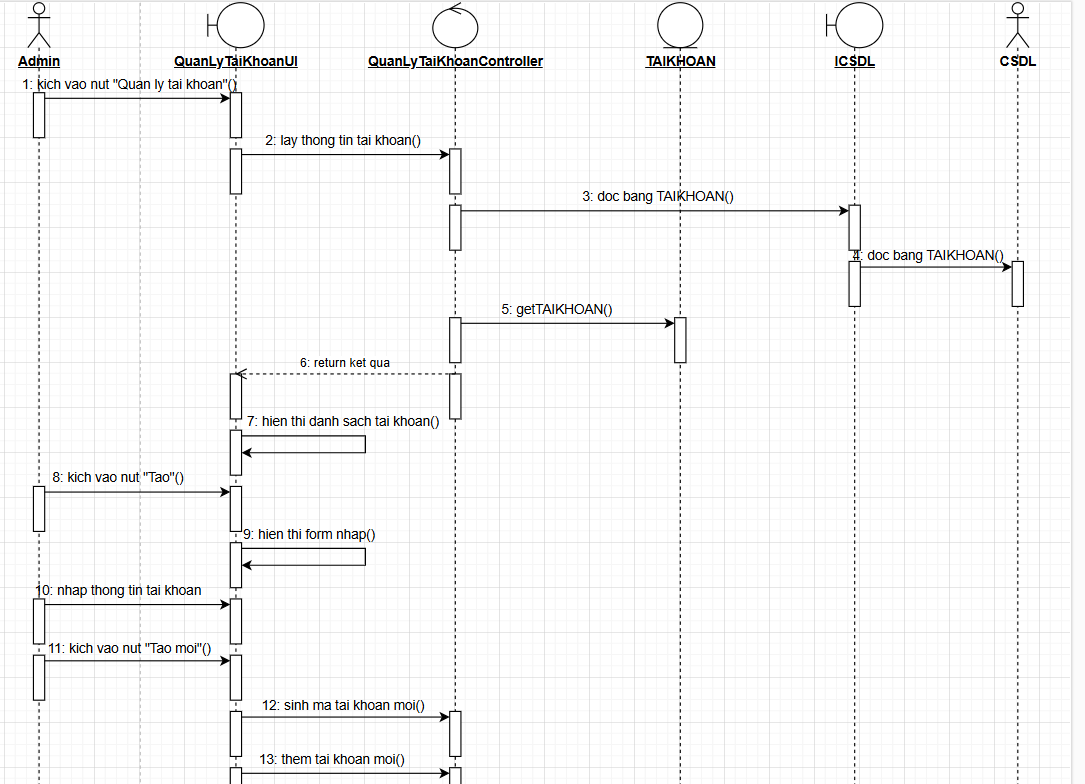 Admin
QuanLyTaiKhoanUI
QuanLyTaiKhoanController
TAIKHOAN
ICSDL
CSDL
1: kich vao nut "Quan ly tai khoan"()
2: lay thong tin tai khoan()
3: doc bang TAIKHOAN()
4: doc bang TAIKHOAN()
5: getTAIKHOAN()
6: return ket qua
7: hien thi danh sach tai khoan()
8: kich vao nut "Tao"()
9: hien thi form nhap()
10: nhap thong tin tai khoan
11: kich vao nut "Tao moi"()
12: sinh ma tai khoan moi()
13: them tai khoan moi()